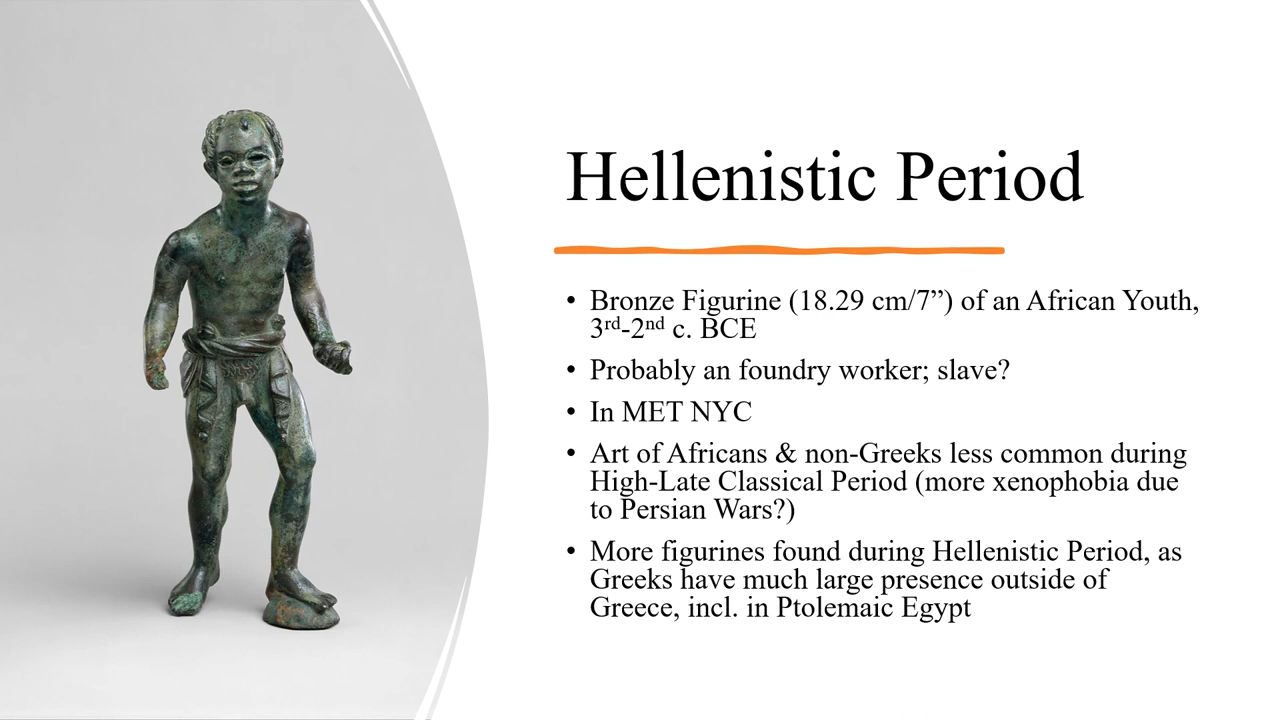 Hellenistic Period
• Bronze Figurine (18.29 cm/7”) of an African Youth,
3rd-2nd c. BCE
• Probably an foundry worker; slave?
• In MET NYC
• Art of Africans & non-Greeks less common during
High-Late Classical Period (more xenophobia due
to Persian Wars?)
• More figurines found during Hellenistic Period, as
Greeks have much large presence outside of
Greece, incl. in Ptolemaic Egypt